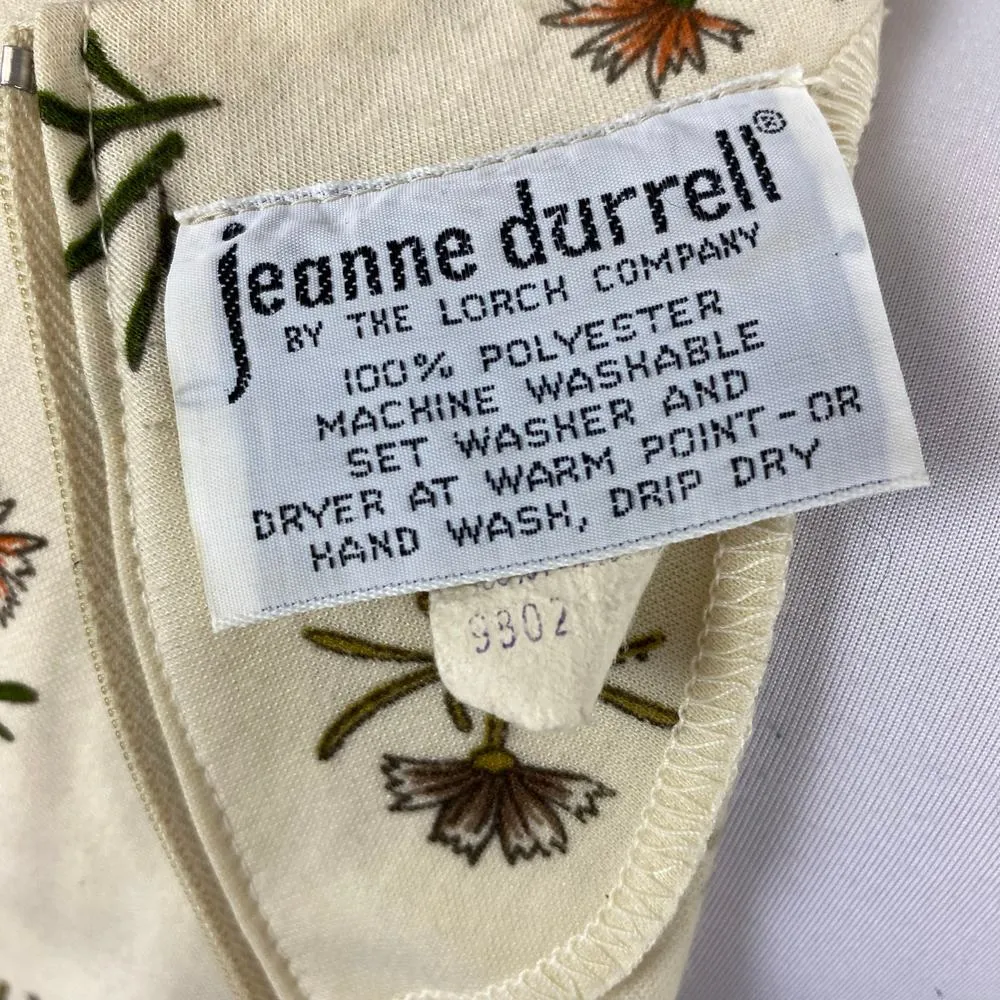 jeanne durrell®
BY THE LORCH COMPANY
100% POLYESTER
MACHINE WASHABLE
SET WASHER AND
DRYER AT WARM POINT-OR
HAND WASH, DRIP DRY
9802